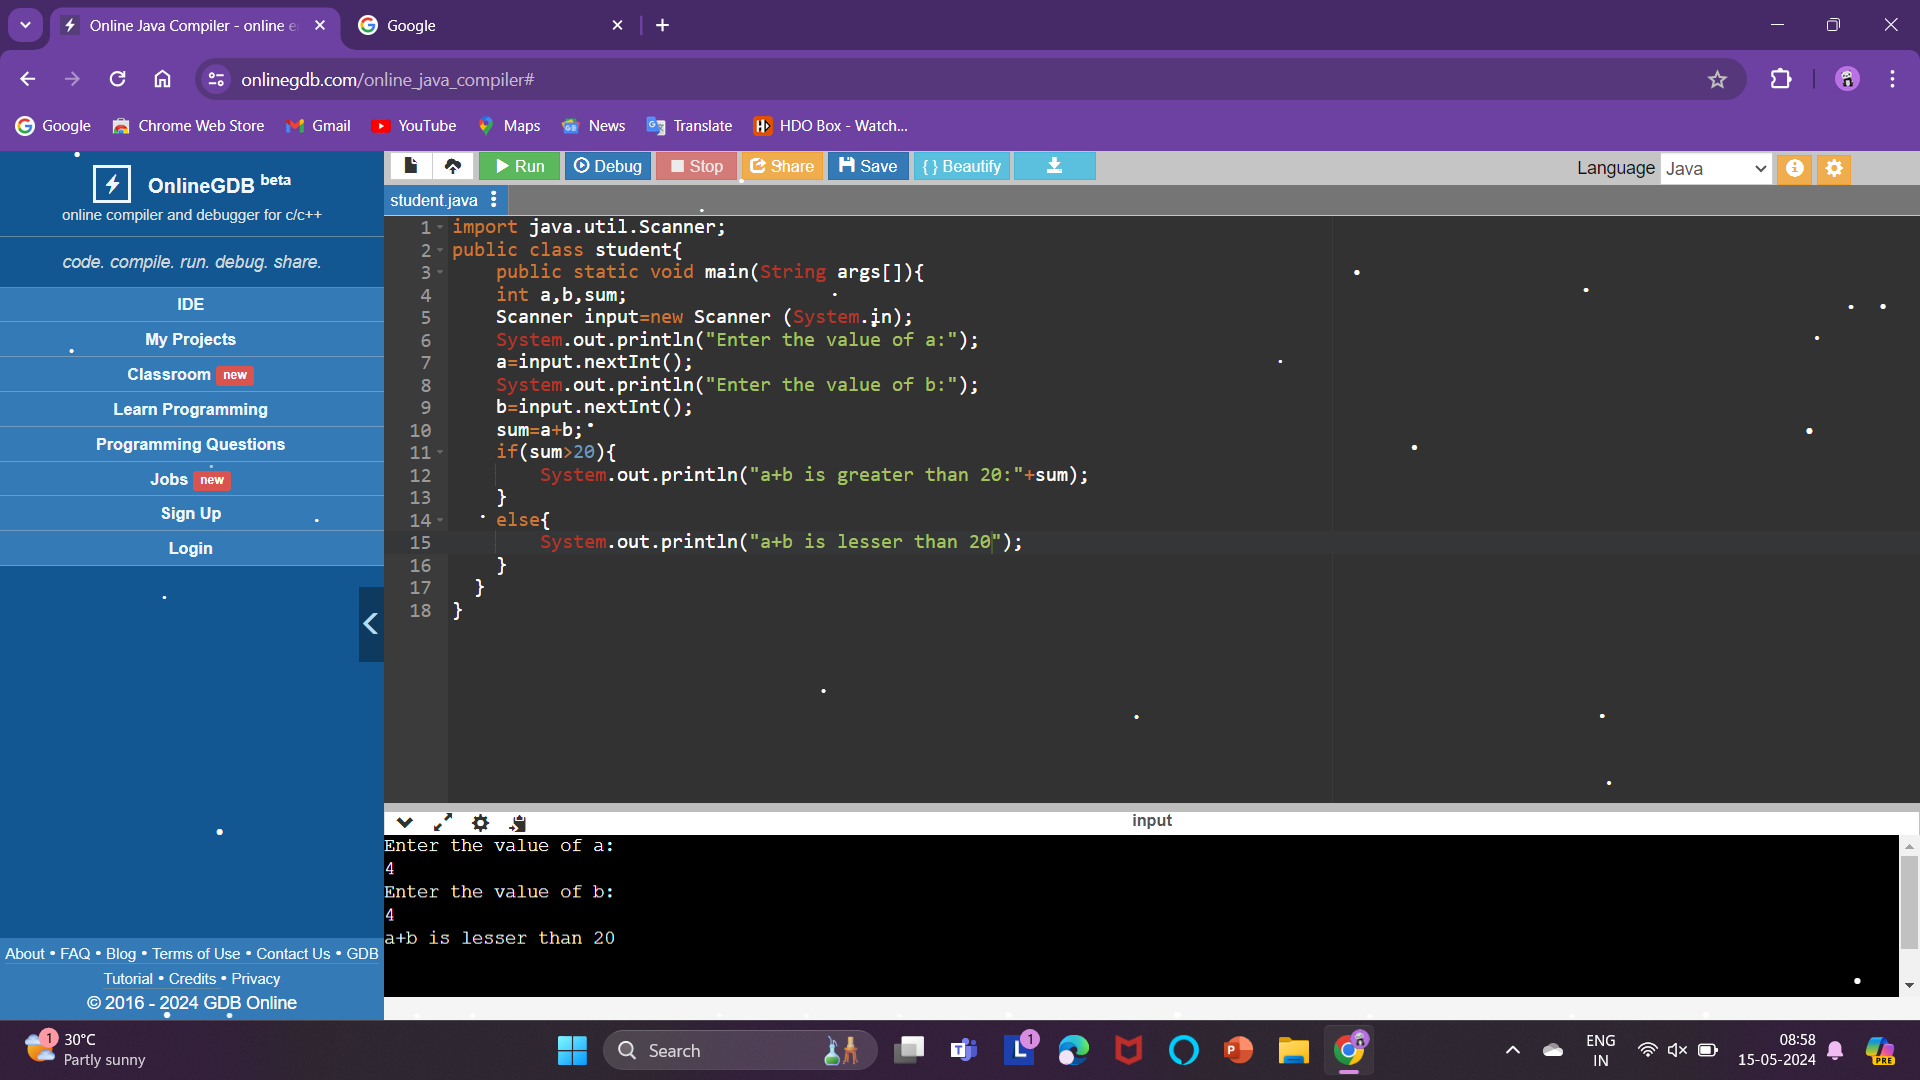 Online Java Compiler - online e
Google
onlinegdb.com/online_java_compiler#
Google
Chrome Web Store
Gmail
YouTube
Maps
News
Translate
HDO Box - Watch...
OnlineGDB beta
online compiler and debugger for c/c++
code. compile. run. debug. share.
IDE
My Projects
Classroom new
Learn Programming
Programming Questions
Jobs new
Sign Up
Login
About • FAQ • Blog • Terms of Use • Contact Us • GDB
Tutorial • Credits • Privacy
© 2016 - 2024 GDB Online
Run
Debug
Stop
Share
Save
{ } Beautify
Language Java
student.java
1 import java.util.Scanner;
2 public class student{
3     public static void main(String args[]){
4     int a,b,sum;
5     Scanner input=new Scanner (System.in);
6     System.out.println("Enter the value of a:");
7     a=input.nextInt();
8     System.out.println("Enter the value of b:");
9     b=input.nextInt();
10     sum=a+b;
11     if(sum>20){
12         System.out.println("a+b is greater than 20:"+sum);
13     }
14     else{
15         System.out.println("a+b is lesser than 20");
16     }
17   }
18 }
input
Enter the value of a:
4
Enter the value of b:
4
a+b is lesser than 20
1
30°C
Partly sunny
Search
1
ENG
IN
08:58
15-05-2024
PRE